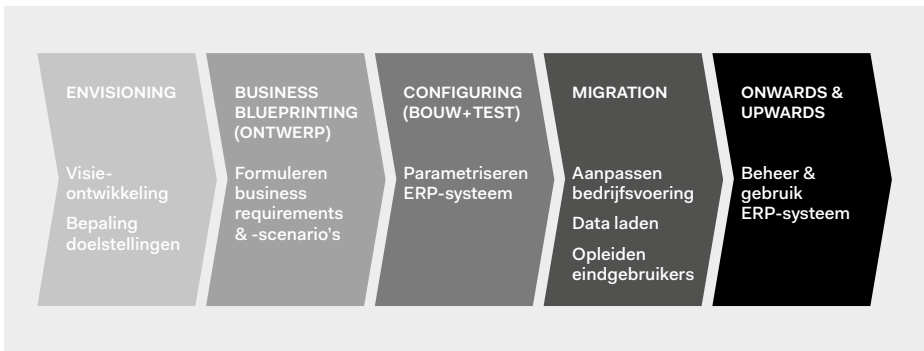 ENVISIONING
Visie-
ontwikkeling
Bepaling
doelstellingen
BUSINESS
BLUEPRINTING
(ONTWERP)
Formuleren
business
requirements
& -scenario's
CONFIGURING
(BOUW+TEST)
Parametriseren
ERP-systeem
MIGRATION
Aanpassen
bedrijfsvoering
Data laden
Opleiden
eindgebruikers
ONWARDS &
UPWARDS
Beheer &
gebruik
ERP-systeem